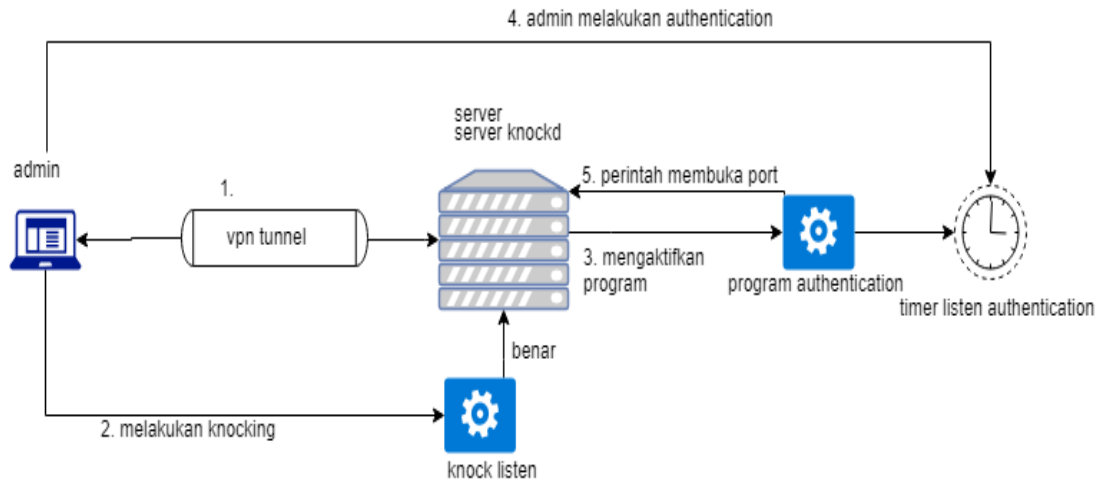 4. admin melakukan authentication
server
server knockd
admin
1.
5. perintah membuka port
vpn tunnel
3. mengaktifkan
program
program authentication
timer listen authentication
benar
2. melakukan knocking
knock listen